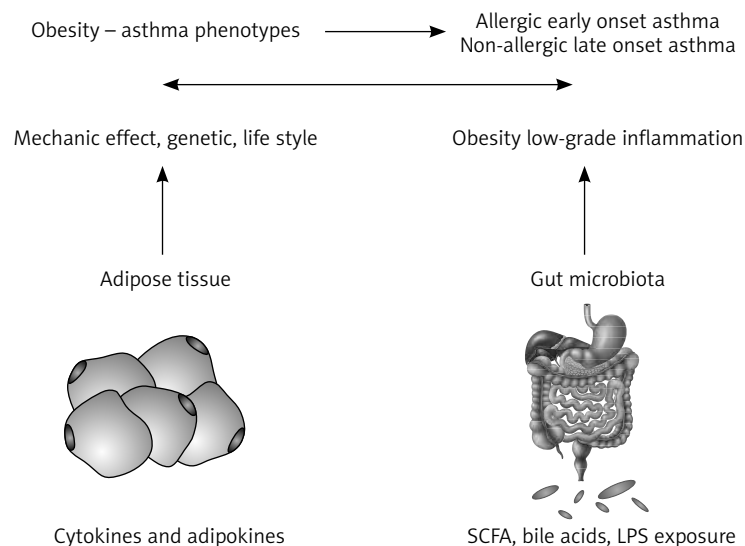 Obesity – asthma phenotypes
Allergic early onset asthma
Non-allergic late onset asthma
Mechanic effect, genetic, life style
Obesity low-grade inflammation
Adipose tissue
Gut microbiota
Cytokines and adipokines
SCFA, bile acids, LPS exposure